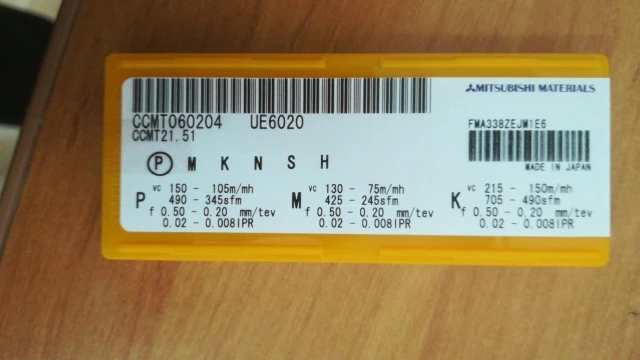 MITSUBISHI MATERIALS
CCMT060204 UE6020
CCMT21.51
FMA338ZEJM1E6
MADE IN JAPAN
P M K N S H
P vc 150 - 105m/mh
490 - 345sfm
f 0.50 - 0.20 mm/tev
0.02 - 0.008IPR
M vc 130 - 75m/mh
425 - 245sfm
f 0.50 - 0.20 mm/tev
0.02 - 0.008IPR
K vc 215 - 150m/mh
705 - 490sfm
f 0.50 - 0.20 mm/tev
0.02 - 0.008IPR